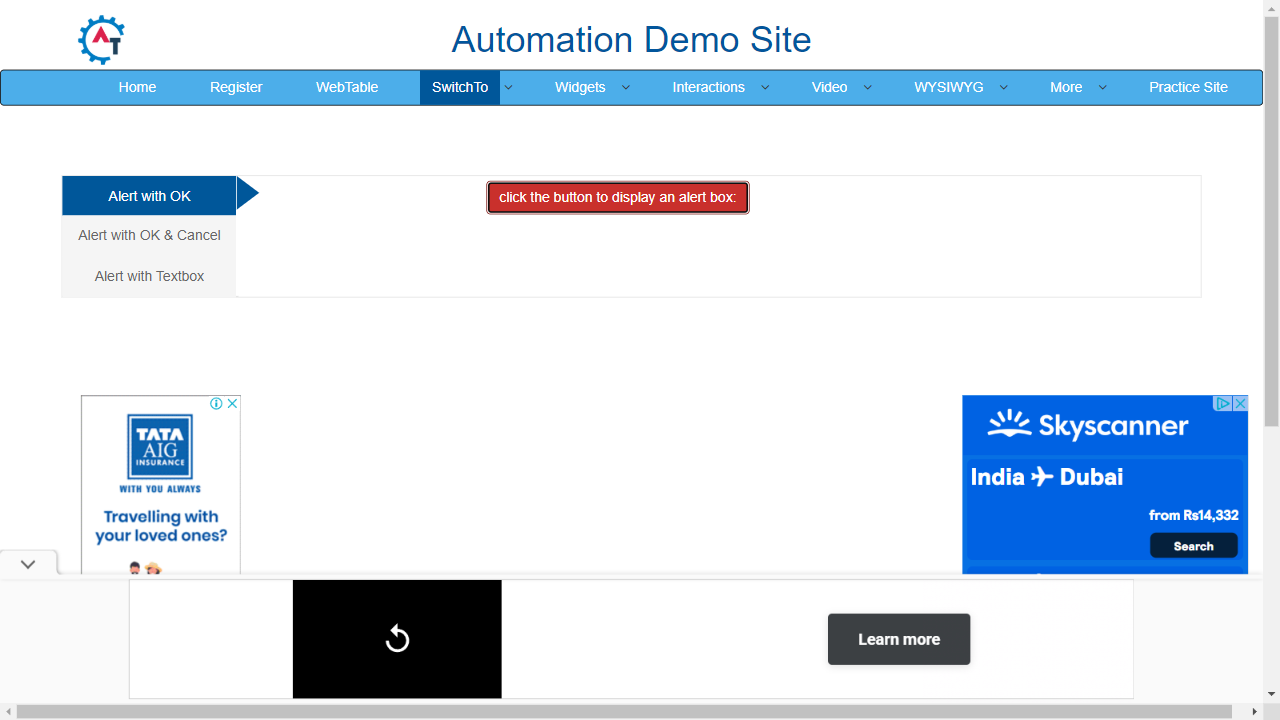 AT
Automation Demo Site
Home Register WebTable SwitchTo Widgets Interactions Video WYSIWYG More Practice Site
Alert with OK
click the button to display an alert box:
Alert with OK & Cancel
Alert with Textbox
TATA
AIG
INSURANCE
WITH YOU ALWAYS
Travelling with
your loved ones?
Skyscanner
India Dubai
from Rs14,332
Search
Learn more